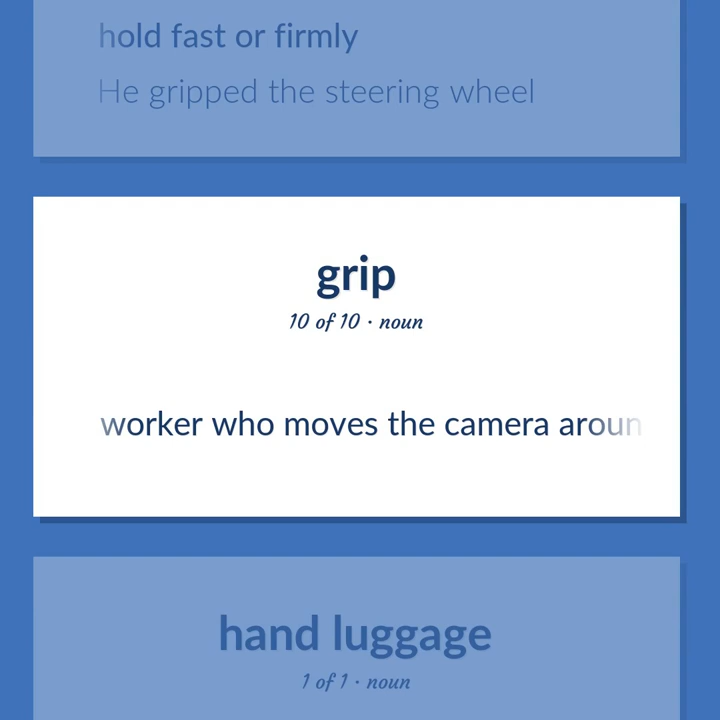 hold fast or firmly
He gripped the steering wheel
grip
10 of 10 · noun
worker who moves the camera aroun
hand luggage
1 of 1 · noun